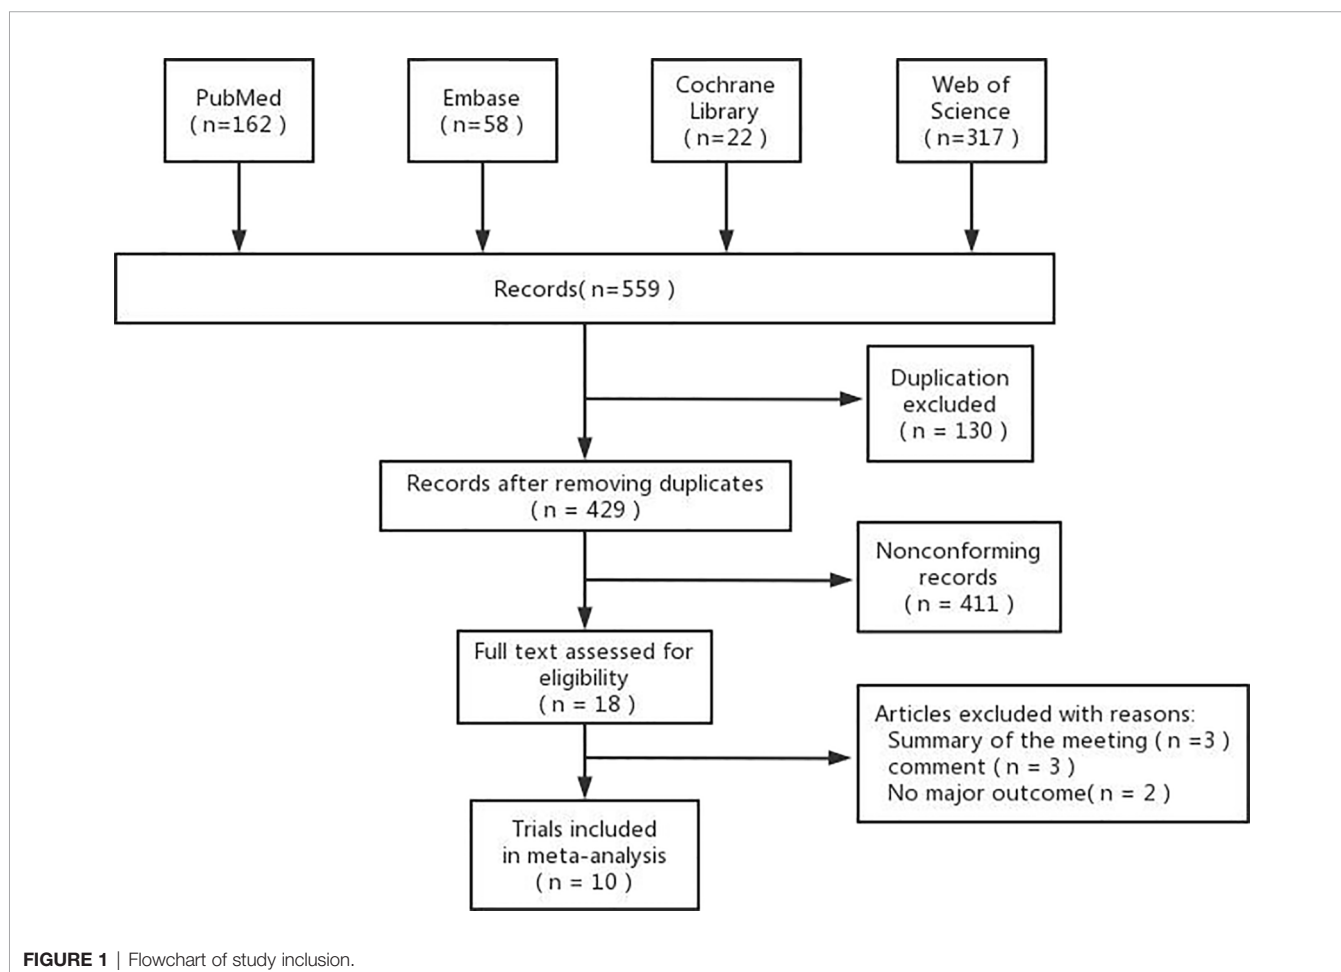 PubMed
( n=162 )
Embase
( n=58 )
Cochrane
Library
( n=22 )
Web of
Science
( n=317 )
Records( n=559 )
Duplication
excluded
( n = 130 )
Records after removing duplicates
( n = 429 )
Nonconforming
records
( n = 411 )
Full text assessed for
eligibility
( n = 18 )
Articles excluded with reasons:
Summary of the meeting ( n =3 )
comment ( n = 3 )
No major outcome( n = 2 )
Trials included
in meta-analysis
( n = 10 )
FIGURE 1 | Flowchart of study inclusion.